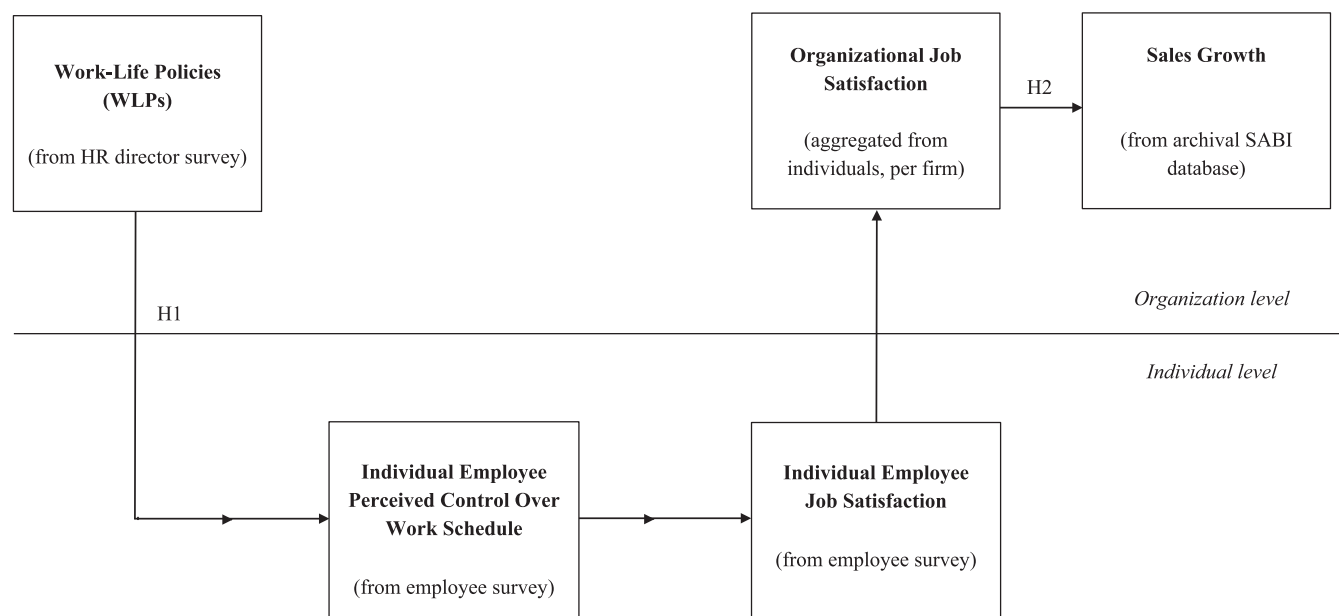 Work-Life Policies
(WLPs)
(from HR director survey)
Organizational Job
Satisfaction
(aggregated from
individuals, per firm)
H2
Sales Growth
(from archival SABI
database)
H1
Organization level
Individual level
Individual Employee
Perceived Control Over
Work Schedule
(from employee survey)
Individual Employee
Job Satisfaction
(from employee survey)